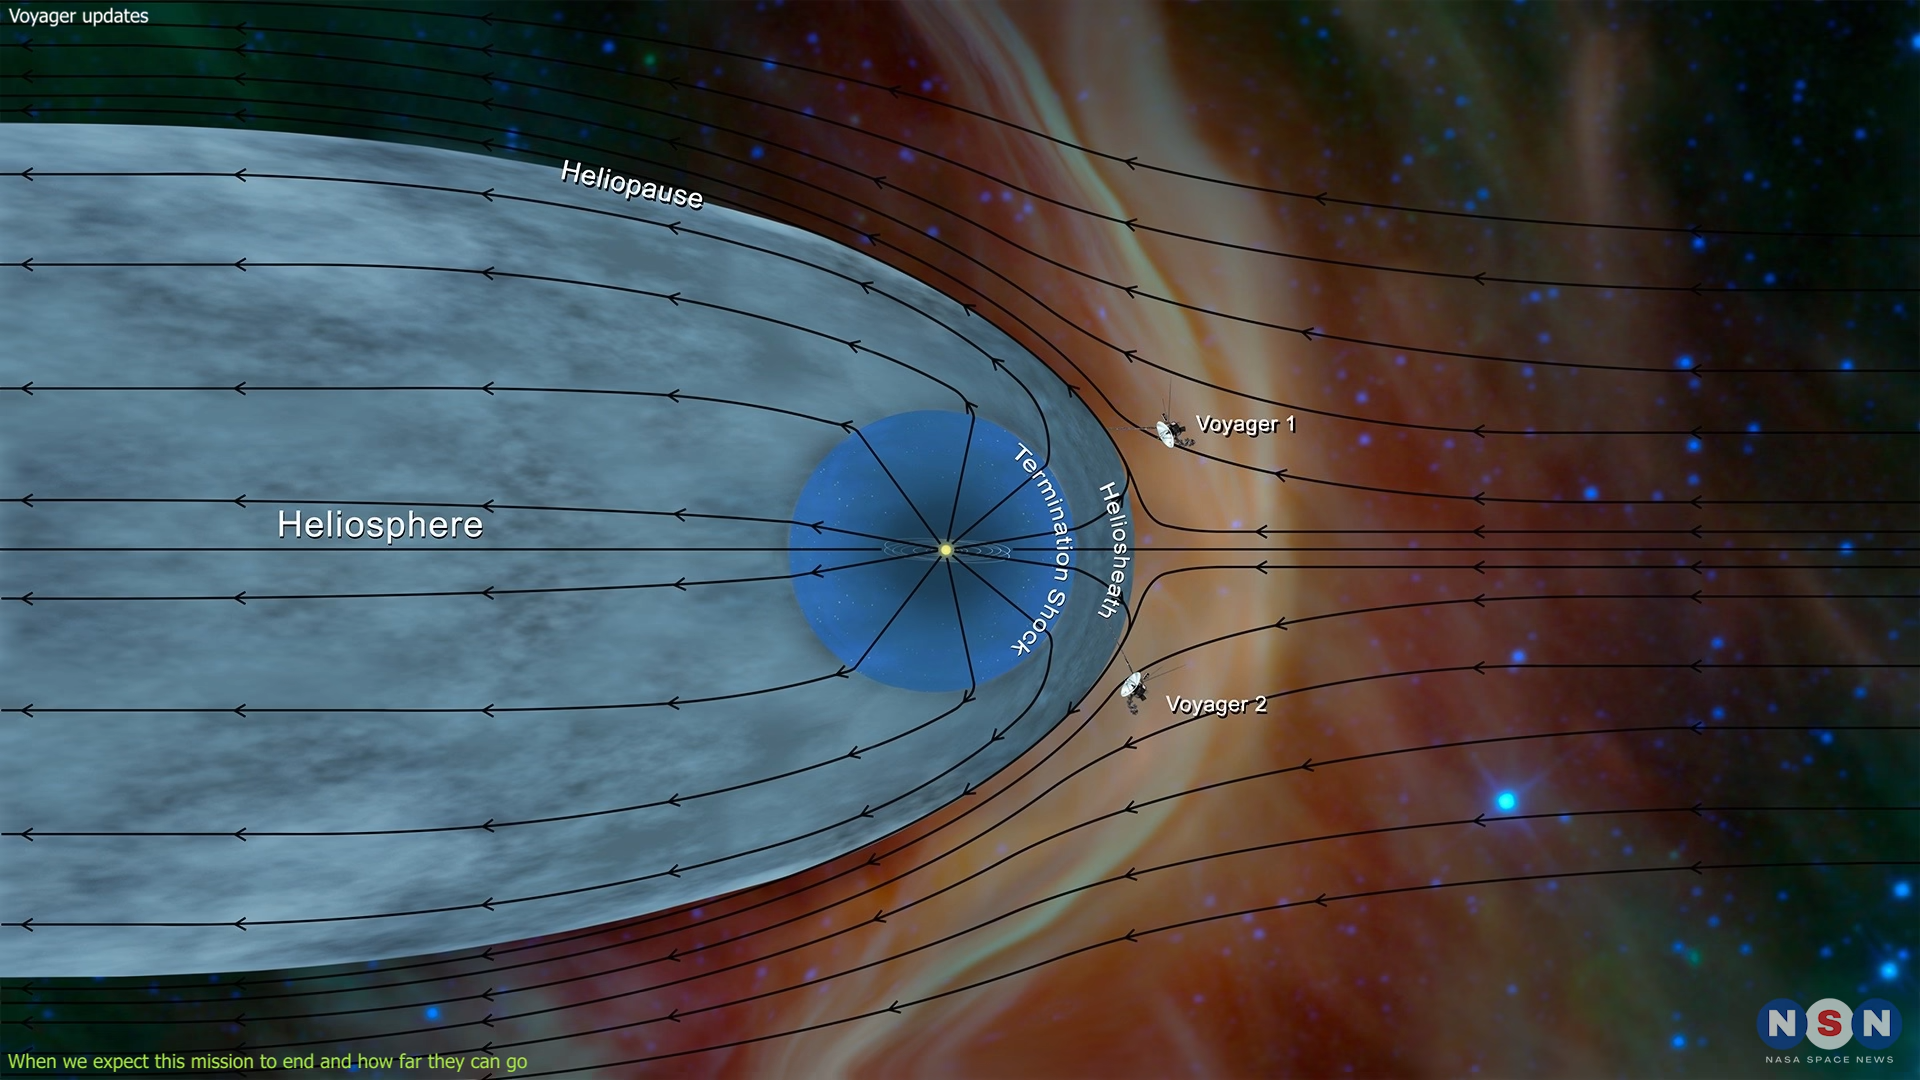 Voyager updates
Heliopause
Voyager 1
Termination Shock
Heliosheath
Heliosphere
Voyager 2
NSN
NASA SPACE NEWS
When we expect this mission to end and how far they can go